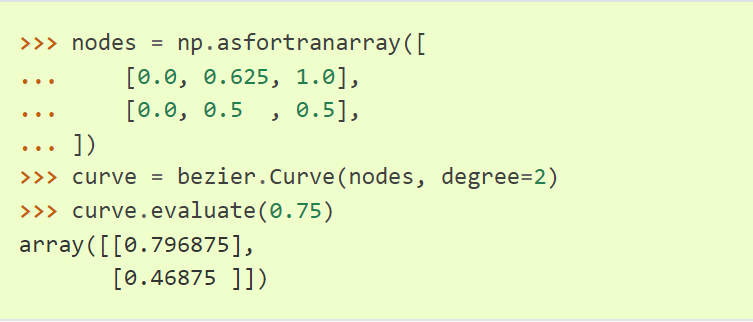 >>> nodes = np.asfortranarray([
...     [0.0, 0.625, 1.0],
...     [0.0, 0.5  , 0.5],
... ])
>>> curve = bezier.Curve(nodes, degree=2)
>>> curve.evaluate(0.75)
array([[0.796875],
       [0.46875 ]])